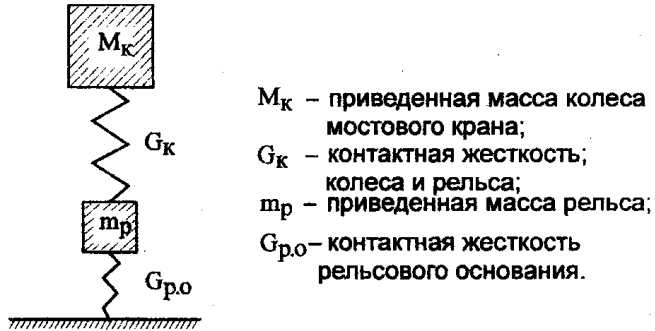 Mк
Gк
mр
Gр.о
Mк – приведенная масса колеса
мостового крана;
Gк – контактная жесткость;
колеса и рельса;
mр – приведенная масса рельса;
Gр.о– контактная жесткость
рельсового основания.